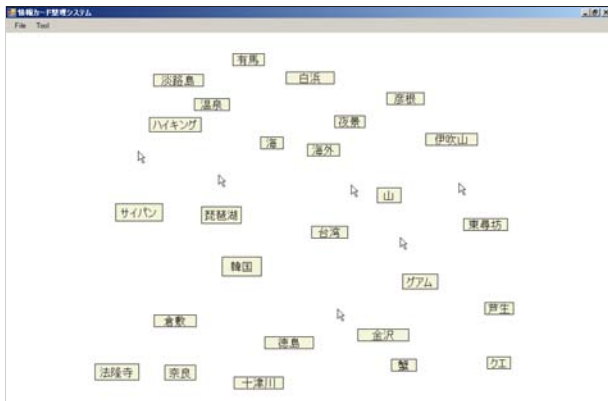 情報カード整理システム
File Tool
有馬
淡路島
白浜
温泉
彦根
ハイキング
夜景
海
海外
伊吹山
山
サイパン
琵琶湖
台湾
東尋坊
韓国
グアム
芦生
倉敷
徳島
金沢
法隆寺
奈良
十津川
蟹
クエ